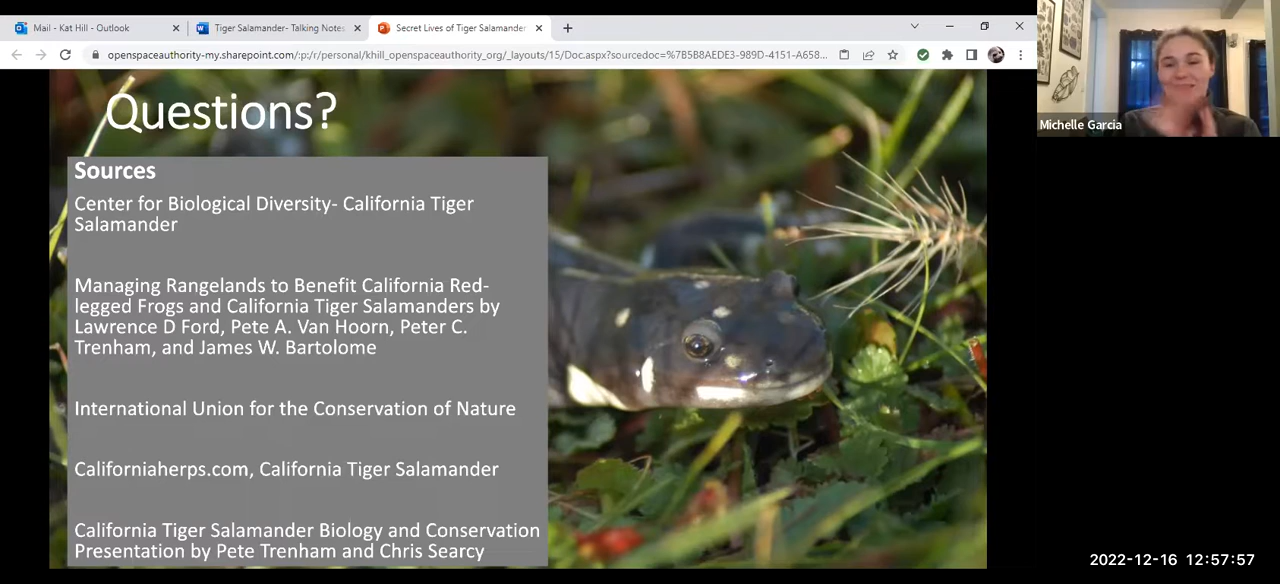 Mail - Kat Hill - Outlook
Tiger Salamander- Talking Notes
Secret Lives of Tiger Salamander
openspaceauthority-my.sharepoint.com/:p:/r/personal/khill_openspaceauthority_org/_layouts/15/Doc.aspx?sourcedoc=%7B5B8AEDE3-989D-4151-A658...
Michelle Garcia
Questions?
Sources
Center for Biological Diversity- California Tiger
Salamander
Managing Rangelands to Benefit California Red-
legged Frogs and California Tiger Salamanders by
Lawrence D Ford, Pete A. Van Hoorn, Peter C.
Trenham, and James W. Bartolome
International Union for the Conservation of Nature
Californiaherps.com, California Tiger Salamander
California Tiger Salamander Biology and Conservation
Presentation by Pete Trenham and Chris Searcy
2022-12-16 12:57:57